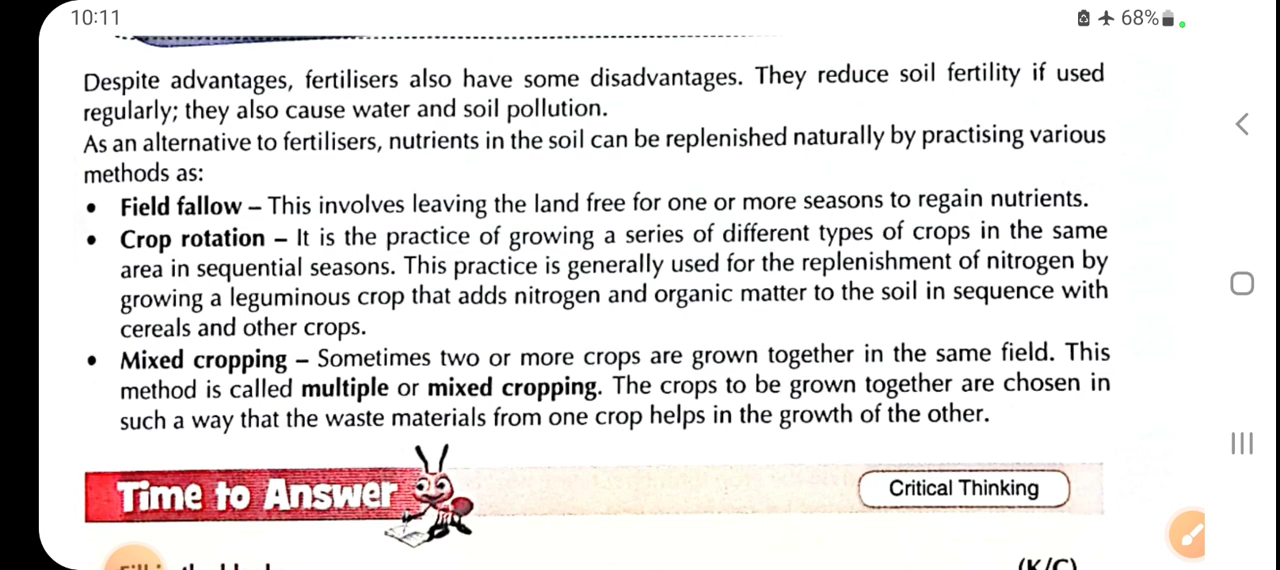 10:11
68%
Despite advantages, fertilisers also have some disadvantages. They reduce soil fertility if used
regularly; they also cause water and soil pollution.
As an alternative to fertilisers, nutrients in the soil can be replenished naturally by practising various
methods as:
• Field fallow – This involves leaving the land free for one or more seasons to regain nutrients.
• Crop rotation – It is the practice of growing a series of different types of crops in the same
area in sequential seasons. This practice is generally used for the replenishment of nitrogen by
growing a leguminous crop that adds nitrogen and organic matter to the soil in sequence with
cereals and other crops.
• Mixed cropping – Sometimes two or more crops are grown together in the same field. This
method is called multiple or mixed cropping. The crops to be grown together are chosen in
such a way that the waste materials from one crop helps in the growth of the other.
Time to Answer
Critical Thinking
(K/C)